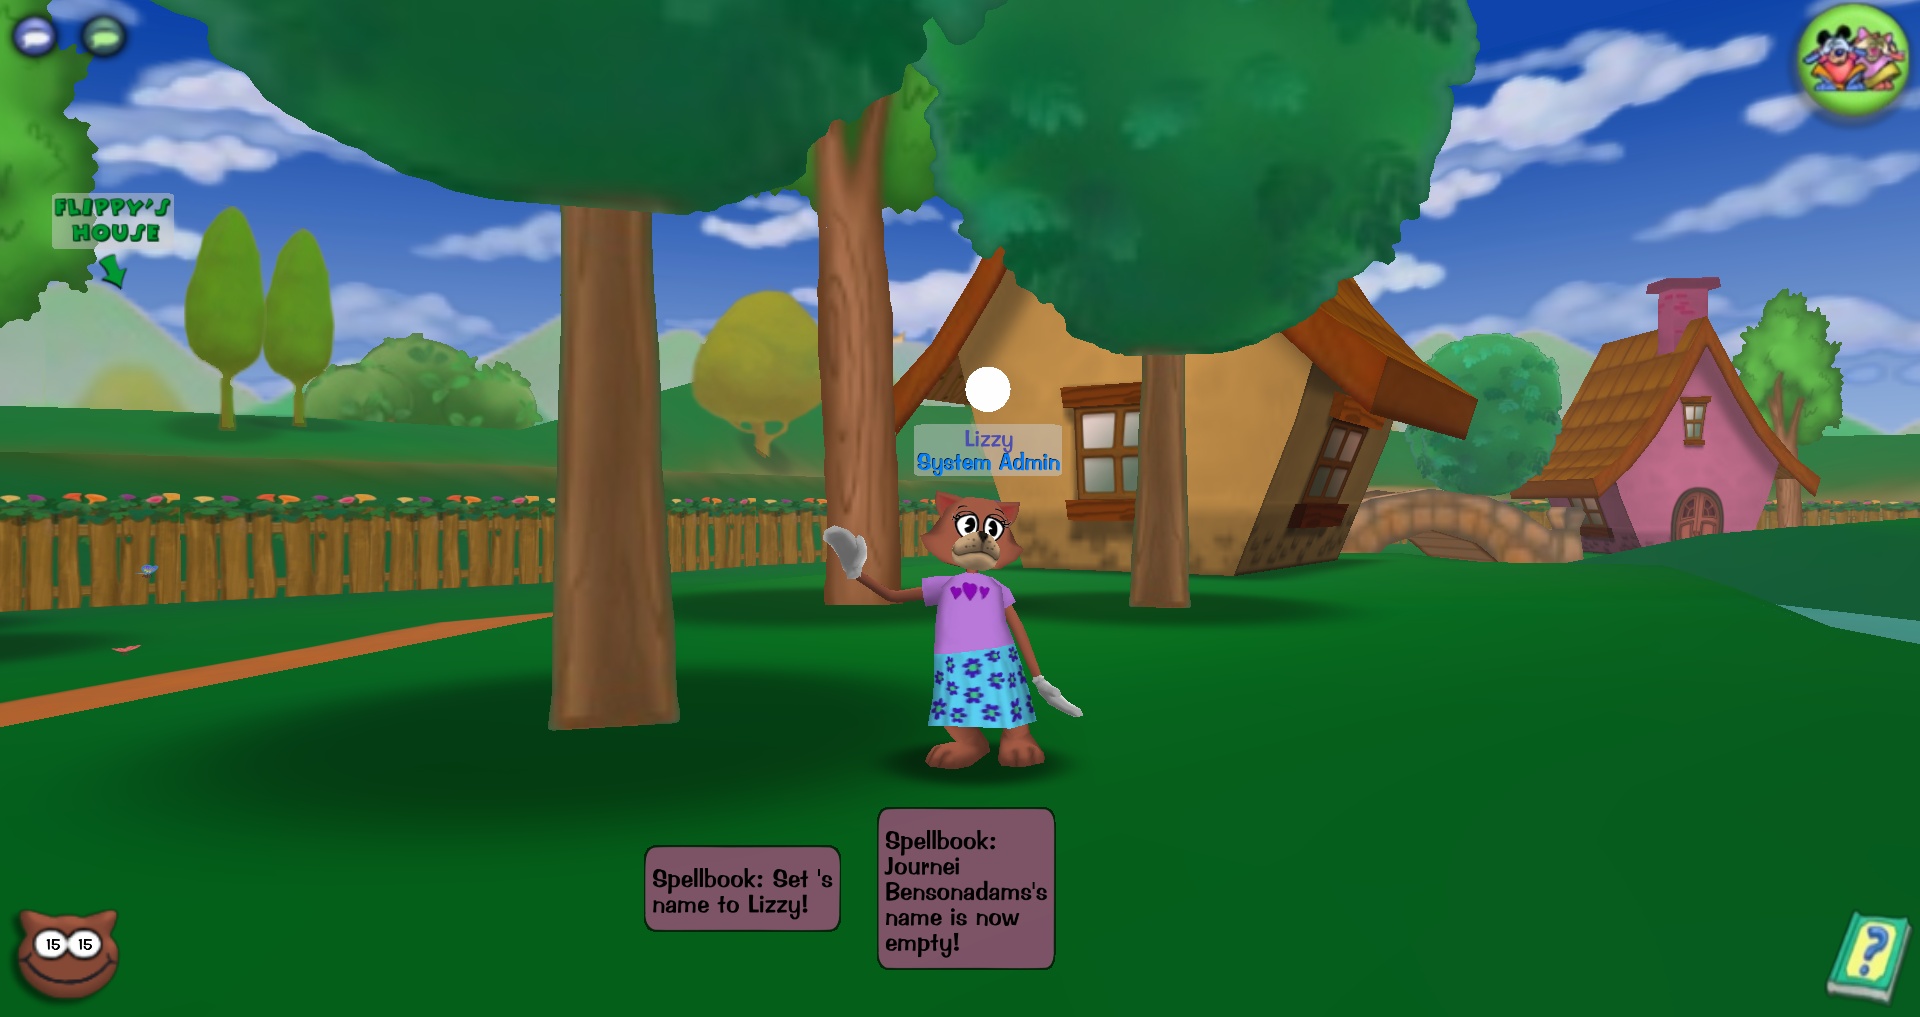 FLIPPY'S
HOUSE
Lizzy
System Admin
Spellbook: Set 's
name to Lizzy!
Spellbook:
Journei
Bensonadams's
name is now
empty!
15 15
?